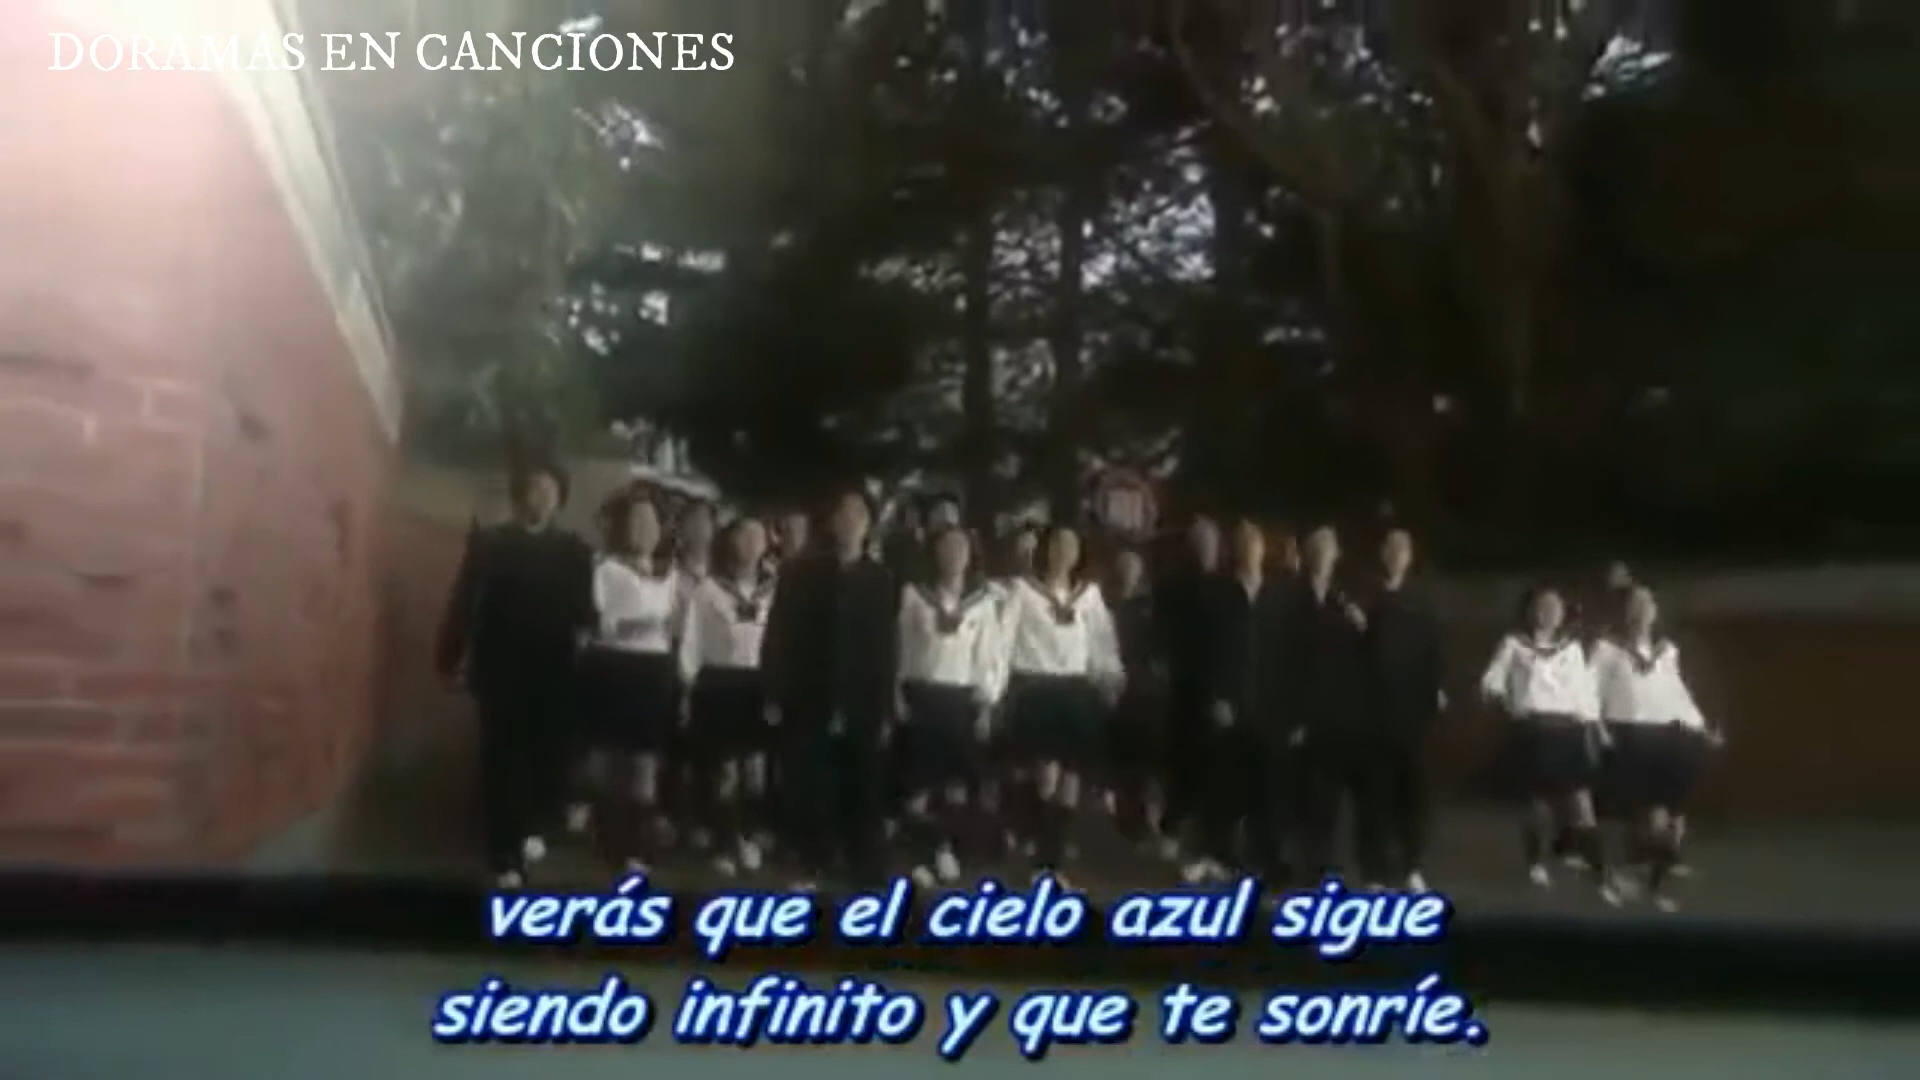 DORAMAS EN CANCIONES
verás que el cielo azul sigue
siendo infinito y que te sonríe.